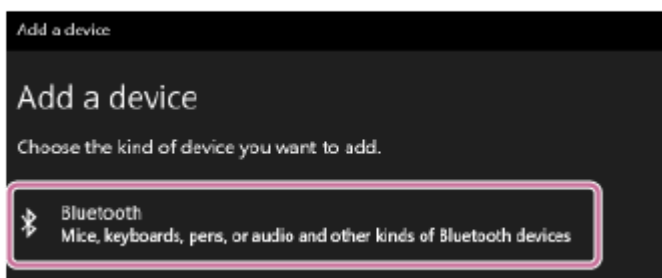 Add a device
Add a device
Choose the kind of device you want to add.
Bluetooth
Mice, keyboards, pens, or audio and other kinds of Bluetooth devices